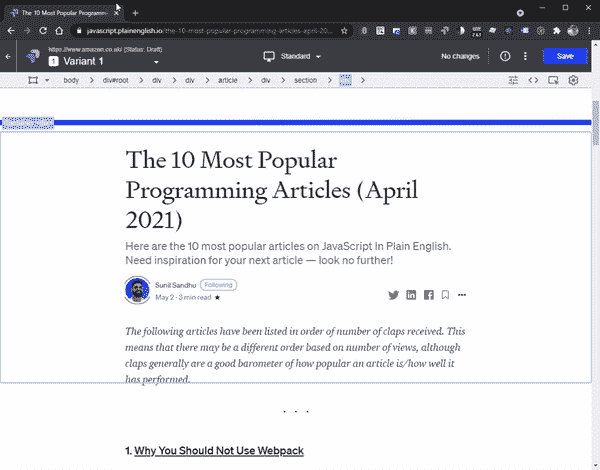 The 10 Most Popular Programm
javascript.plainenglish.io/the-10-most-popular-programming-articles-april-20...
https://www.amazon.co.uk/ (Status: Draft)
1 Variant 1
Standard
No changes
Save
body > div#root > div > div > article > div > section >
The 10 Most Popular
Programming Articles (April
2021)
Here are the 10 most popular articles on JavaScript In Plain English.
Need inspiration for your next article — look no further!
Sunil Sandhu Following
May 2 · 3 min read ★
The following articles have been listed in order of number of claps received. This
means that there may be a different order based on number of views, although
claps generally are a good barometer of how popular an article is/how well it
has performed.
. . .
1. Why You Should Not Use Webpack